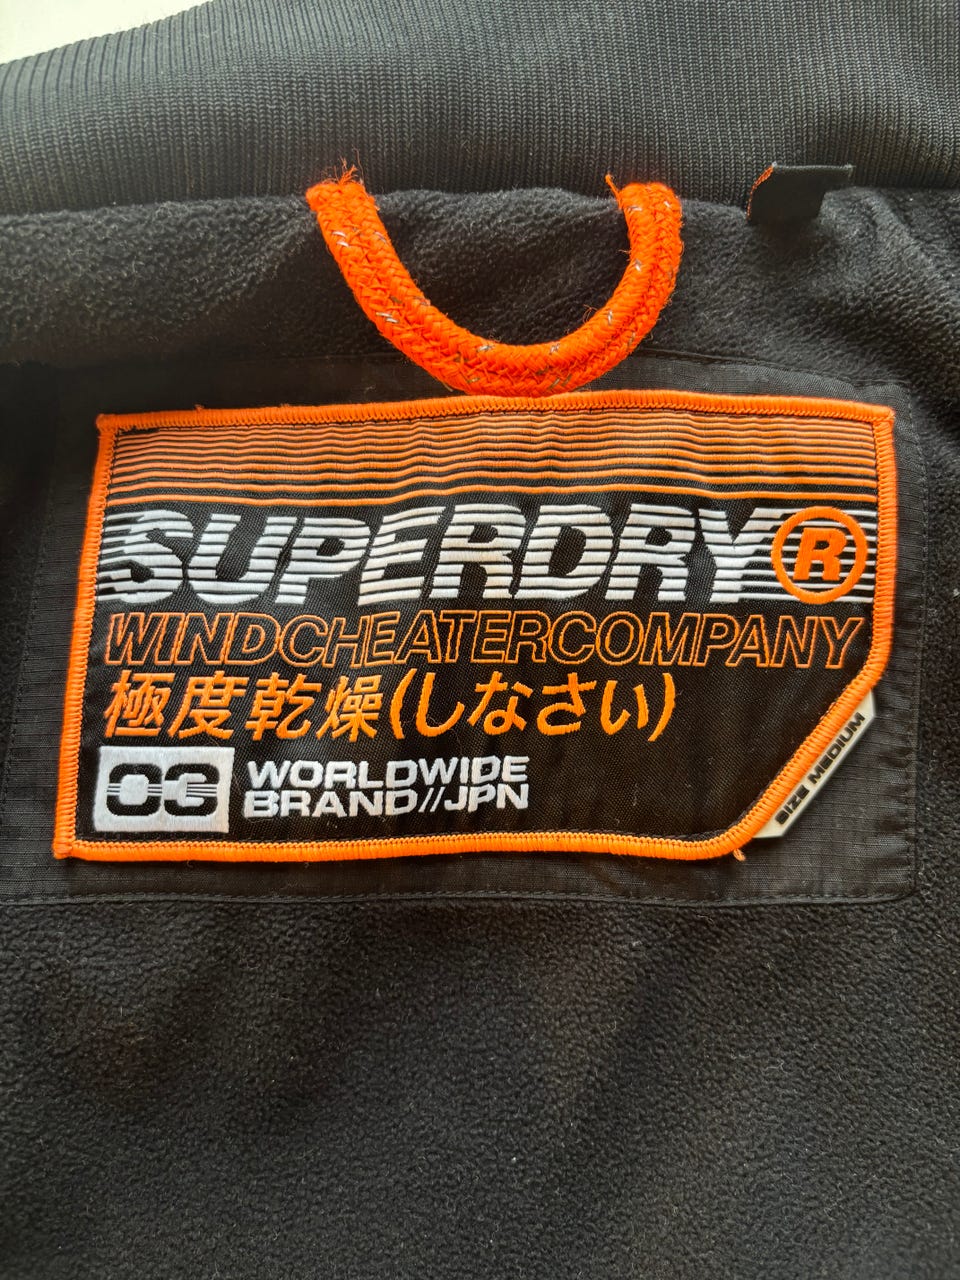 SUPERDRY®
WINDCHEATERCOMPANY
極度乾燥(しなさい)
03
WORLDWIDE
BRAND//JPN
SIZE MEDIUM